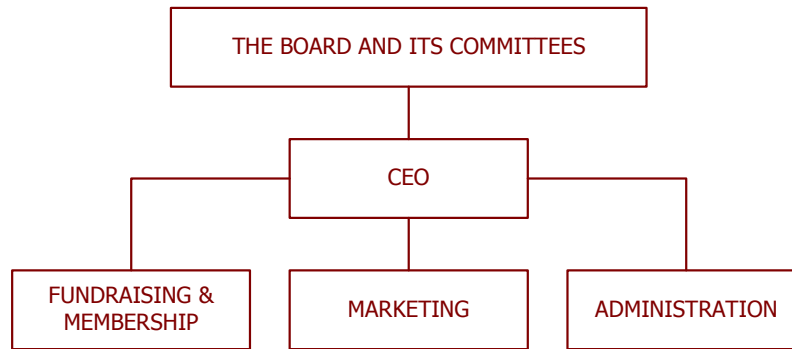 THE BOARD AND ITS COMMITTEES
CEO
FUNDRAISING &
MEMBERSHIP
MARKETING
ADMINISTRATION